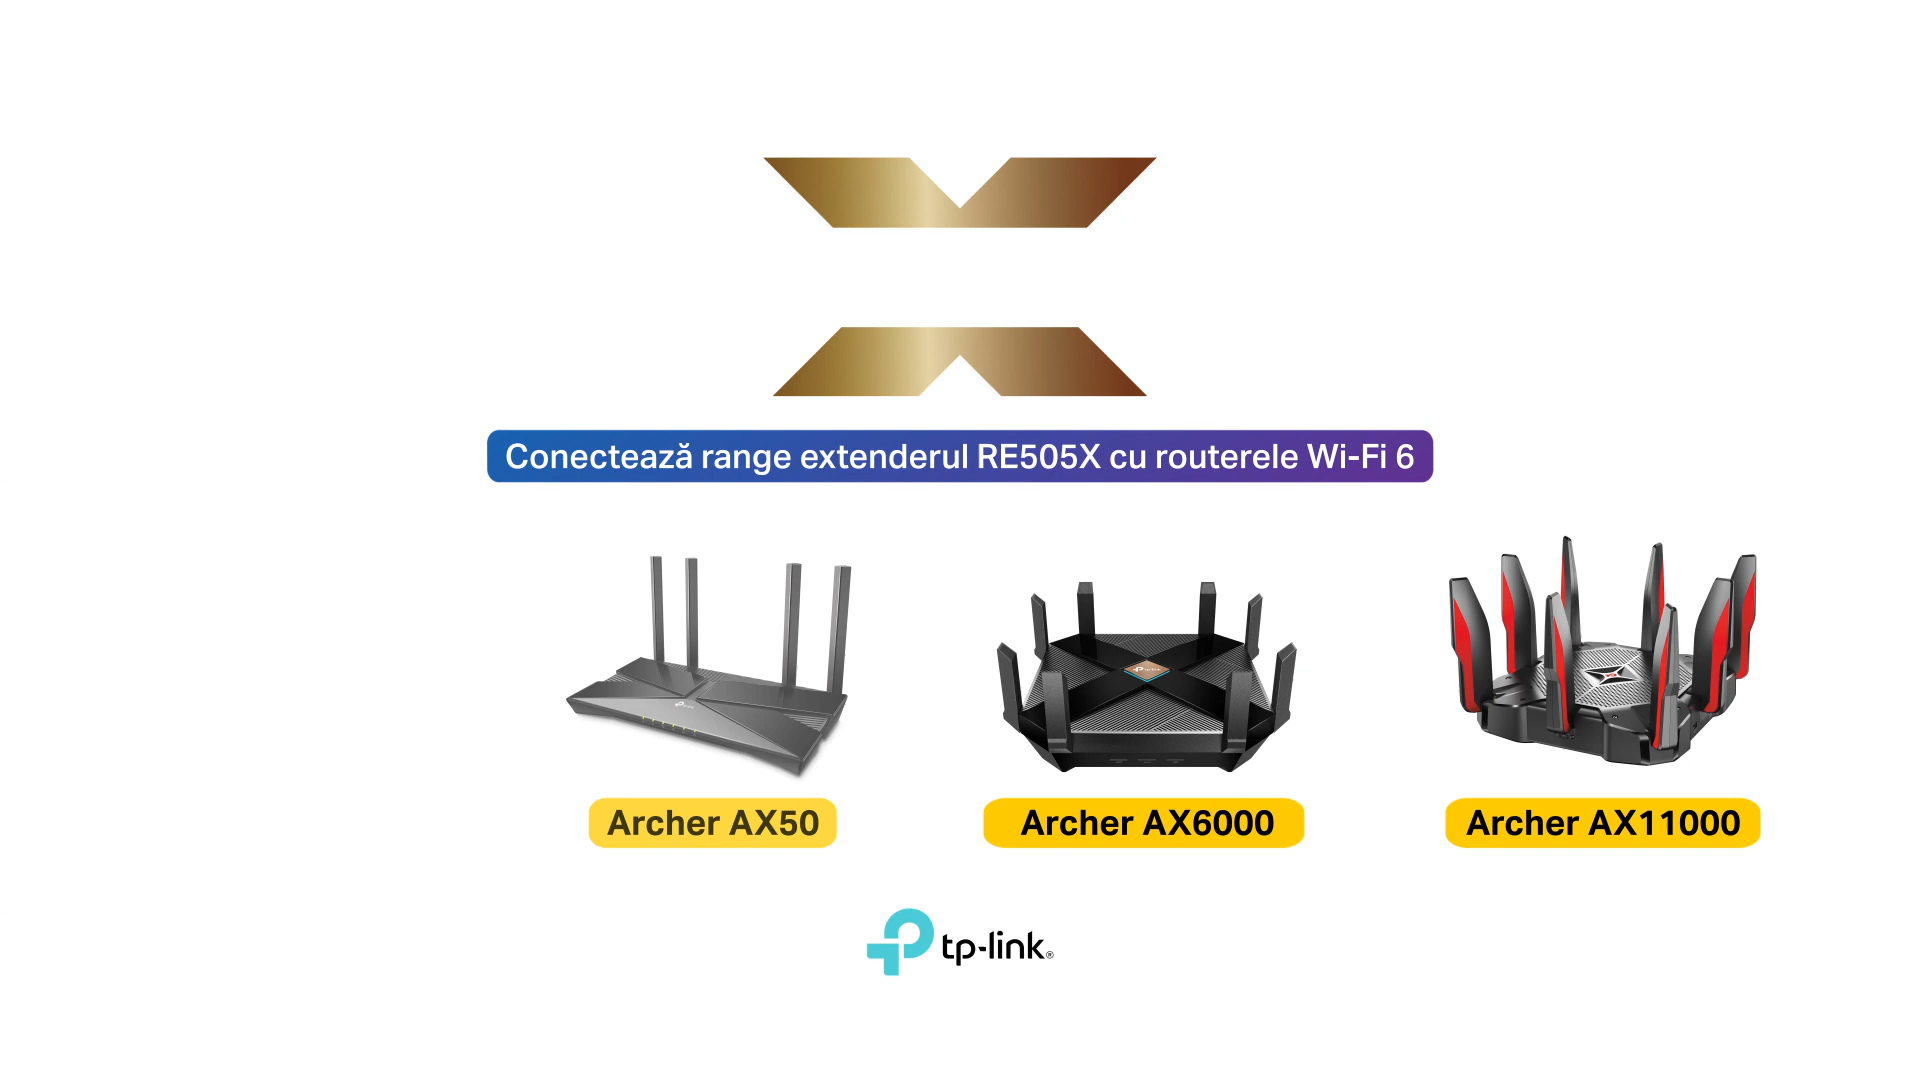 Conectează range extenderul RE505X cu routerele Wi-Fi 6
Archer AX50
Archer AX6000
Archer AX11000
tp-link®